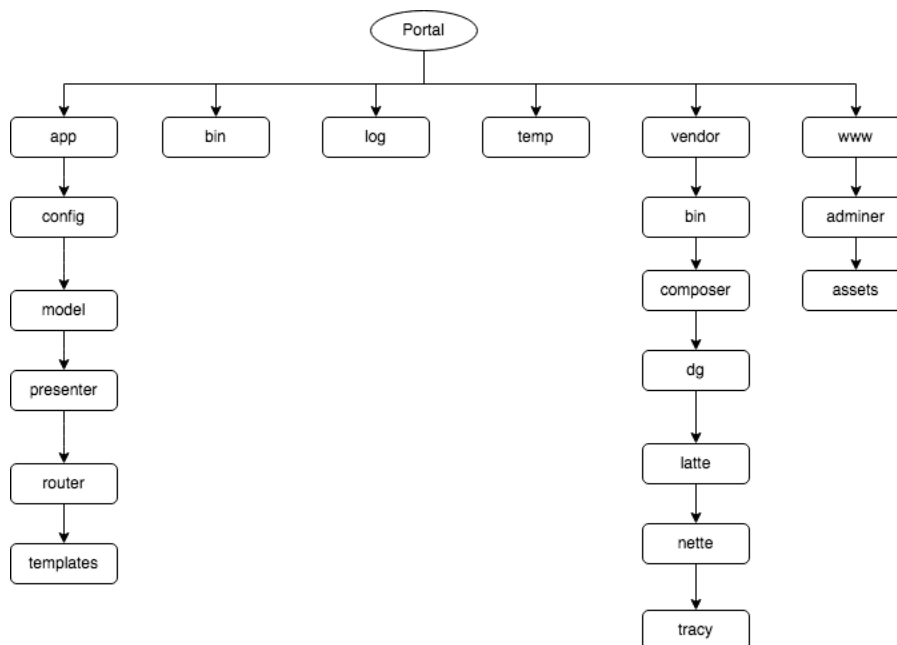 Portal
app
bin
log
temp
vendor
www
config
bin
adminer
model
composer
assets
presenter
dg
router
latte
templates
nette
tracy